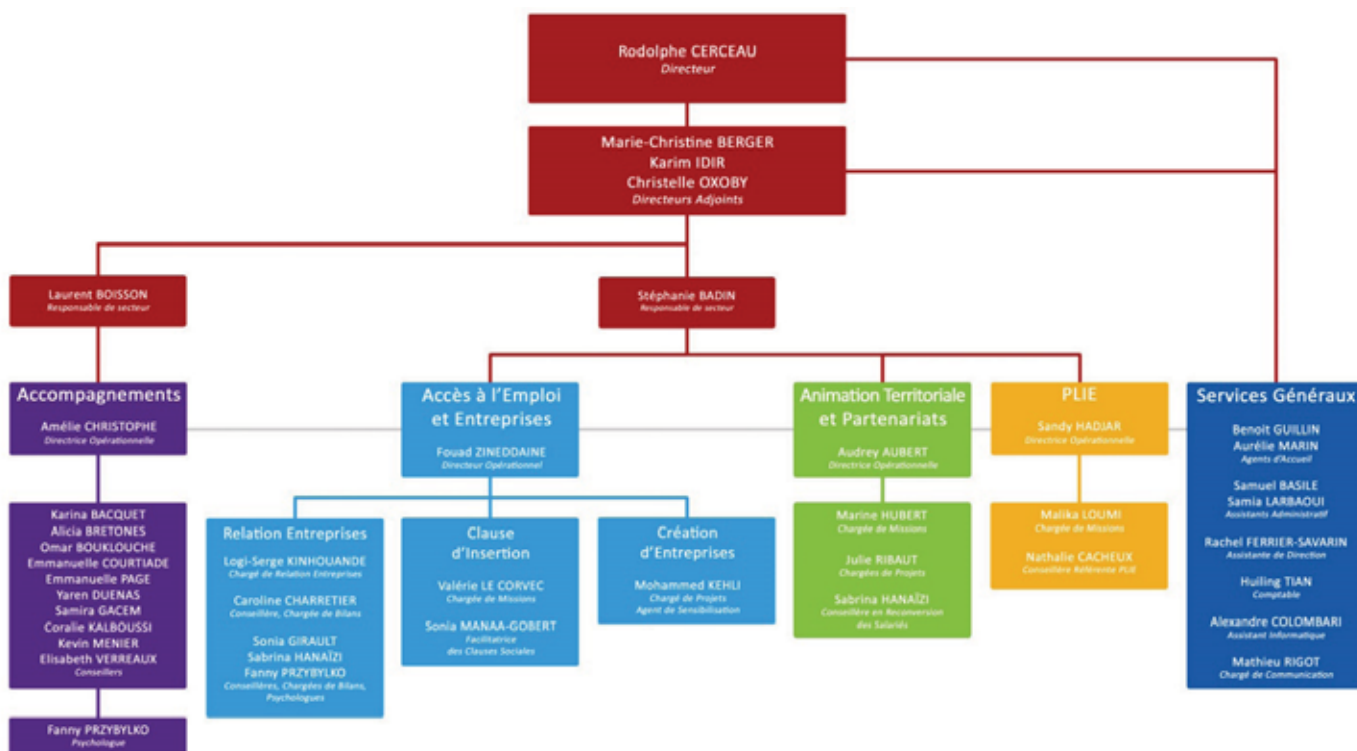 Rodolphe CERCEAU
Directeur
Marie-Christine BERGER
Karim IDIR
Christelle OXOBY
Directeurs Adjoints
Laurent BOISSON
Responsable de secteur
Stéphanie BADIN
Responsable de secteur
Accompagnements
Amélie CHRISTOPHE
Directrice Opérationnelle
Karina BACQUET
Alicia BRETONES
Omar BOUKLOUCHE
Emmanuelle COURTIADE
Emmanuelle PAGE
Yaren DUENAS
Samira GACEM
Coralie KALBOUSSI
Kevin MENIER
Elisabeth VERREAUX
Conseillers
Fanny PRZYBYLKO
Psychologue
Accès à l'Emploi
et Entreprises
Fouad ZINEDDAINE
Directeur Opérationnel
Relation Entreprises
Logi-Serge KINHOUANDE
Chargé de Relation Entreprises
Caroline CHARRETIER
Conseillère, Chargée de Bilans
Sonia GIRAULT
Sabrina HANAÏZI
Fanny PRZYBYLKO
Conseillères, Chargées de Bilans,
Psychologues
Clause
d'Insertion
Valérie LE CORVEC
Chargée de Missions
Sonia MANAA-GOBERT
Facilitatrice
des Clauses Sociales
Création
d'Entreprises
Mohammed KEHLI
Chargé de Projets
Agent de Sensibilisation
Animation Territoriale
et Partenariats
Audrey AUBERT
Directrice Opérationnelle
Marine HUBERT
Chargée de Missions
Julie RIBAUT
Chargées de Projets
Sabrina HANAÏZI
Conseillère en Reconversion
des Salariés
PLIE
Sandy HADJAR
Directrice Opérationnelle
Malika LOUMI
Chargée de Missions
Nathalie CACHEUX
Conseillère Référente PLIE
Services Généraux
Benoit GUILLIN
Aurélie MARIN
Agents d'Accueil
Samuel BASILE
Samia LARBAOUI
Assistants Administratif
Rachel FERRIER-SAVARIN
Assistante de Direction
Huiling TIAN
Comptable
Alexandre COLOMBARI
Assistant Informatique
Mathieu RIGOT
Chargé de Communication